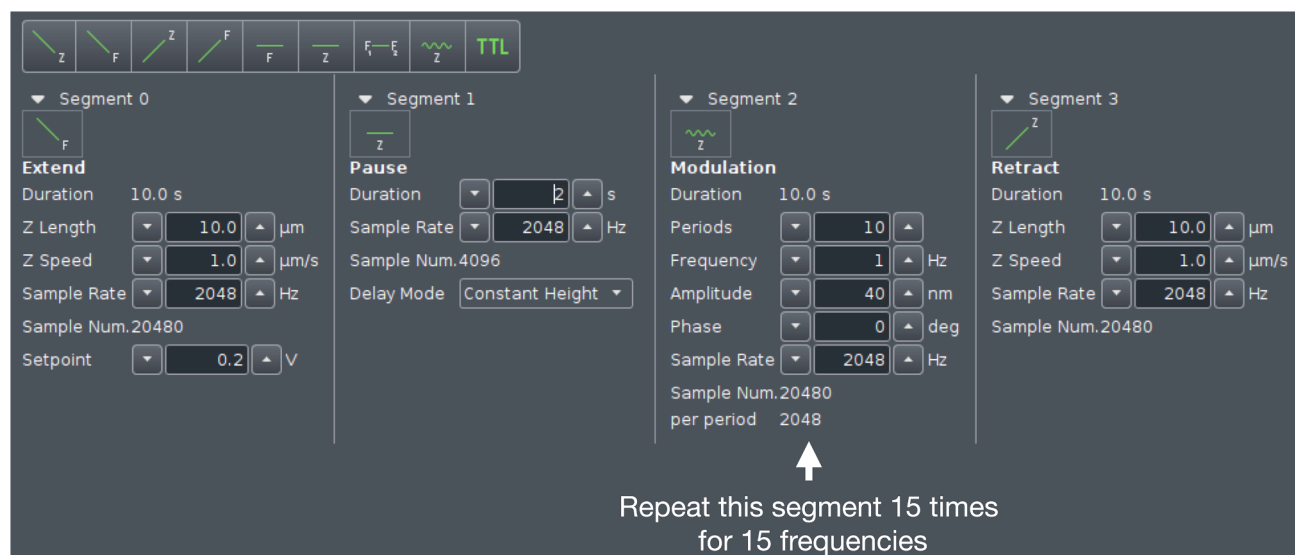 Z F Z F F Z F1—F2 Z TTL
Segment 0
F
Extend
Duration 10.0 s
Z Length 10.0 µm
Z Speed 1.0 µm/s
Sample Rate 2048 Hz
Sample Num. 20480
Setpoint 0.2 V
Segment 1
Z
Pause
Duration 2 s
Sample Rate 2048 Hz
Sample Num. 4096
Delay Mode Constant Height
Segment 2
Z
Modulation
Duration 10.0 s
Periods 10
Frequency 1 Hz
Amplitude 40 nm
Phase 0 deg
Sample Rate 2048 Hz
Sample Num. 20480
per period 2048
Segment 3
Z
Retract
Duration 10.0 s
Z Length 10.0 µm
Z Speed 1.0 µm/s
Sample Rate 2048 Hz
Sample Num. 20480
Repeat this segment 15 times
for 15 frequencies